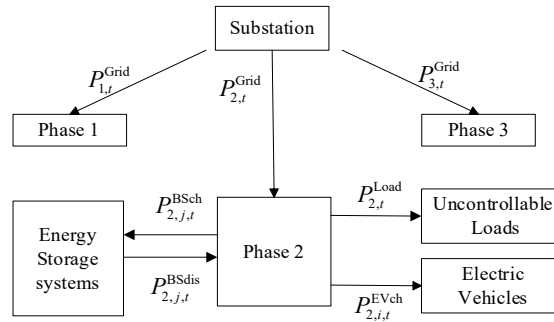 Substation
P_{1,t}^{Grid}
P_{2,t}^{Grid}
P_{3,t}^{Grid}
Phase 1
Phase 3
P_{2,j,t}^{BSch}
P_{2,t}^{Load}
Energy
Storage
systems
Phase 2
Uncontrollable
Loads
P_{2,j,t}^{BSdis}
P_{2,i,t}^{EVch}
Electric
Vehicles